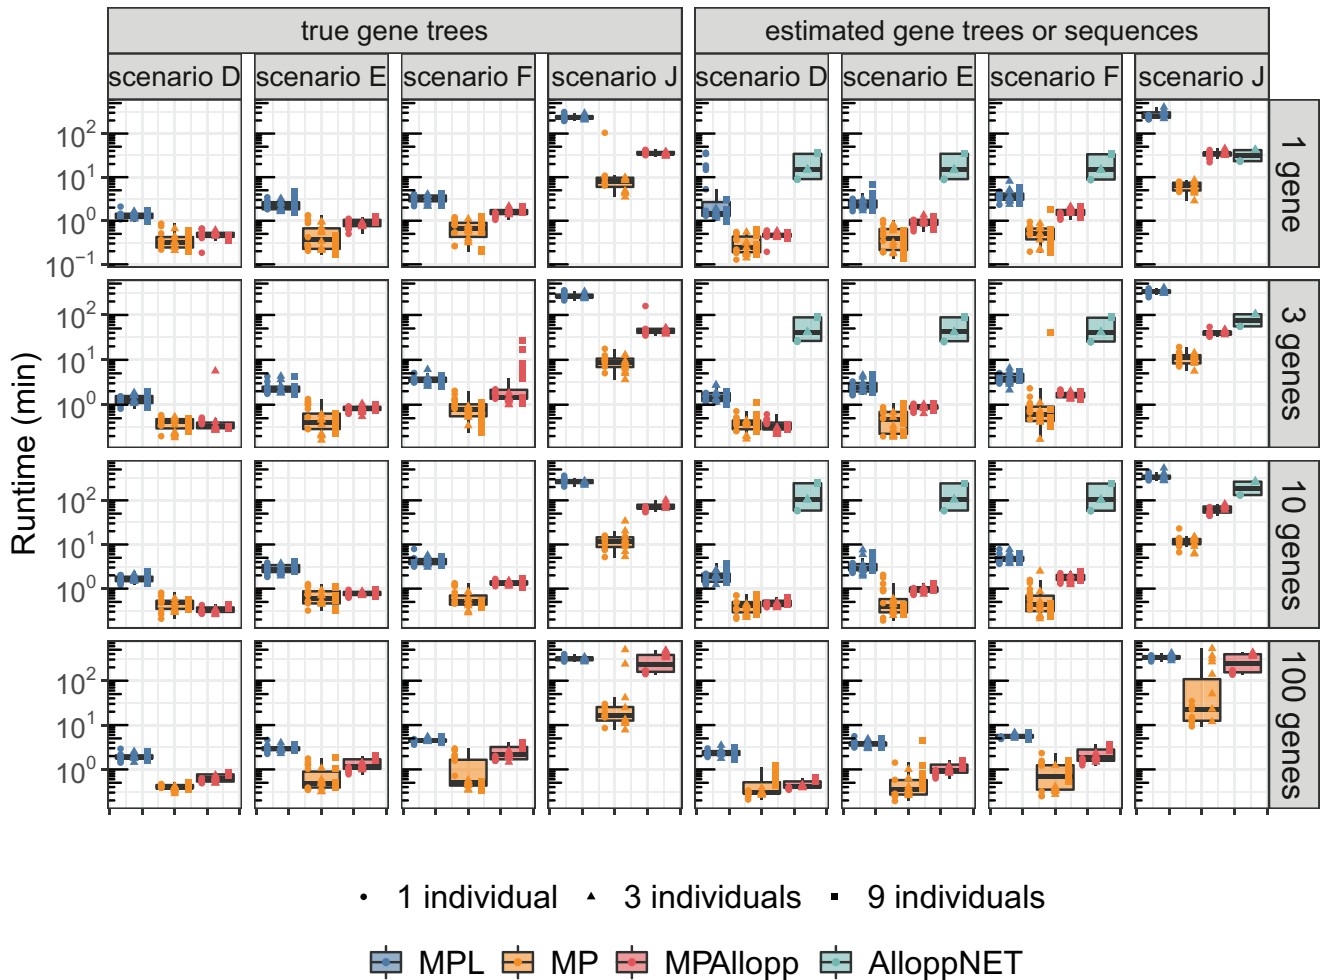 true gene trees estimated gene trees or sequences
scenario D scenario E scenario F scenario J scenario D scenario E scenario F scenario J
Runtime (min)
10² 10¹ 10⁰ 10⁻¹
1 gene
10² 10¹ 10⁰
3 genes
10² 10¹ 10⁰
10 genes
10² 10¹ 10⁰
100 genes
1 individual 3 individuals 9 individuals
MPL MP MPAllopp AlloppNET